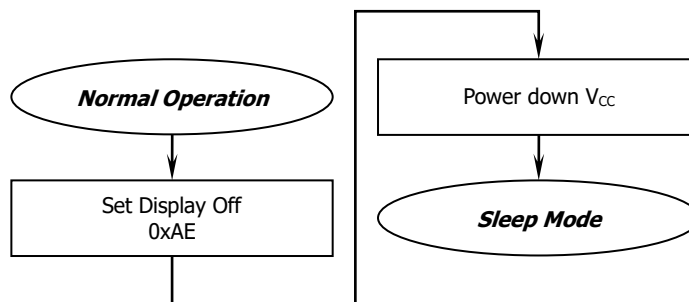 Normal Operation
Set Display Off
0xAE
Power down VCC
Sleep Mode